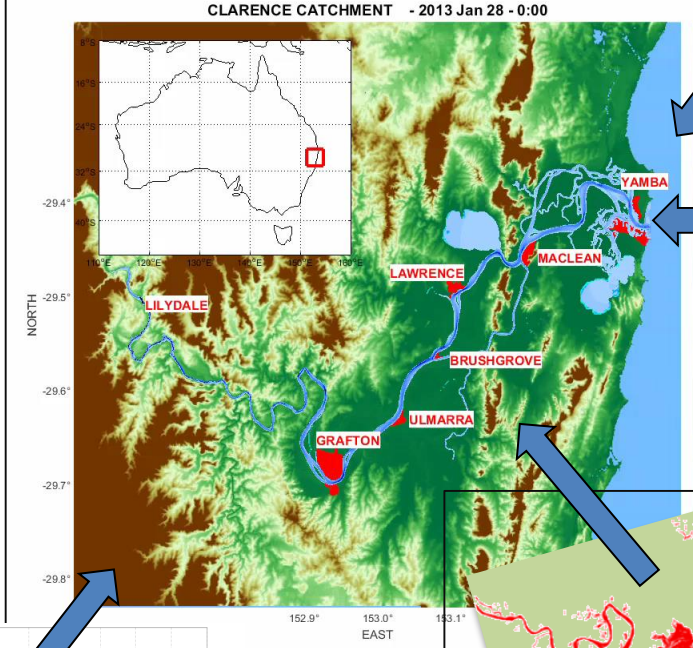 CLARENCE CATCHMENT - 2013 Jan 28 - 0:00
8°S
16°S
24°S
32°S
40°S
110°E 120°E 130°E 140°E 150°E 160°E
-29.4
-29.5
-29.6
-29.7
-29.8
NORTH
YAMBA
MACLEAN
LAWRENCE
LILYDALE
BRUSHGROVE
ULMARRA
GRAFTON
152.9° 153.0° 153.1°
EAST